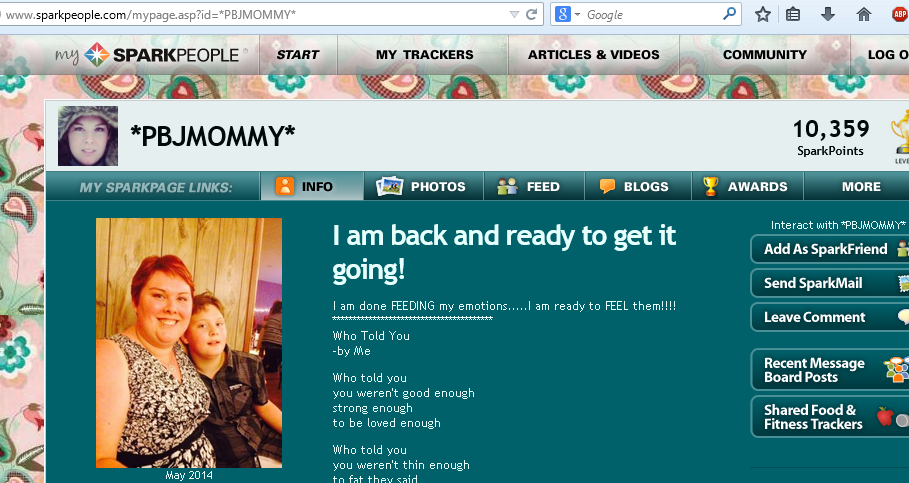 www.sparkpeople.com/mypage.asp?id=*PBJMOMMY*
Google
ABP
my SPARKPEOPLE
START
MY TRACKERS
ARTICLES & VIDEOS
COMMUNITY
LOG O
*PBJMOMMY*
10,359
SparkPoints
LEVE
MY SPARKPAGE LINKS:
INFO
PHOTOS
FEED
BLOGS
AWARDS
MORE
May 2014
I am back and ready to get it
going!
I am done FEEDING my emotions.....I am ready to FEEL them!!!!
****************************************
Who Told You
-by Me
Who told you
you weren't good enough
strong enough
to be loved enough
Who told you
you weren't thin enough
to fat they said
Interact with *PBJMOMMY*
Add As SparkFriend
Send SparkMail
Leave Comment
Recent Message
Board Posts
Shared Food &
Fitness Trackers